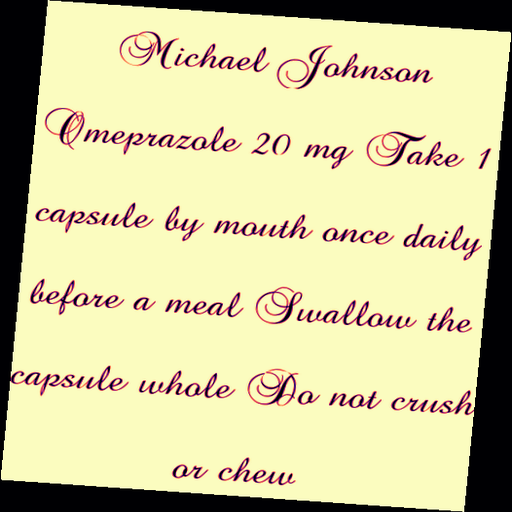 Michael Johnson
Omeprazole 20 mg Take 1
capsule by mouth once daily
before a meal Swallow the
capsule whole Do not crush
or chew